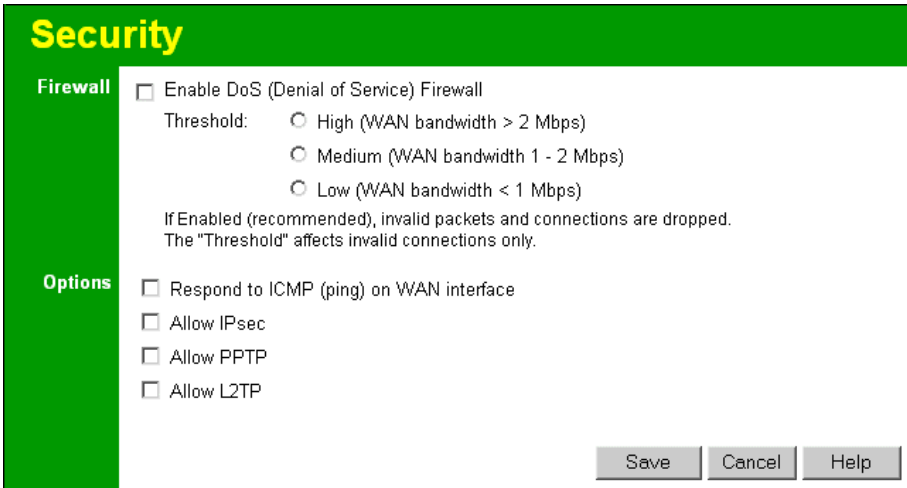 Security
Firewall
Enable DoS (Denial of Service) Firewall
Threshold: High (WAN bandwidth > 2 Mbps)
Medium (WAN bandwidth 1 - 2 Mbps)
Low (WAN bandwidth < 1 Mbps)
If Enabled (recommended), invalid packets and connections are dropped.
The "Threshold" affects invalid connections only.
Options
Respond to ICMP (ping) on WAN interface
Allow IPsec
Allow PPTP
Allow L2TP
Save Cancel Help